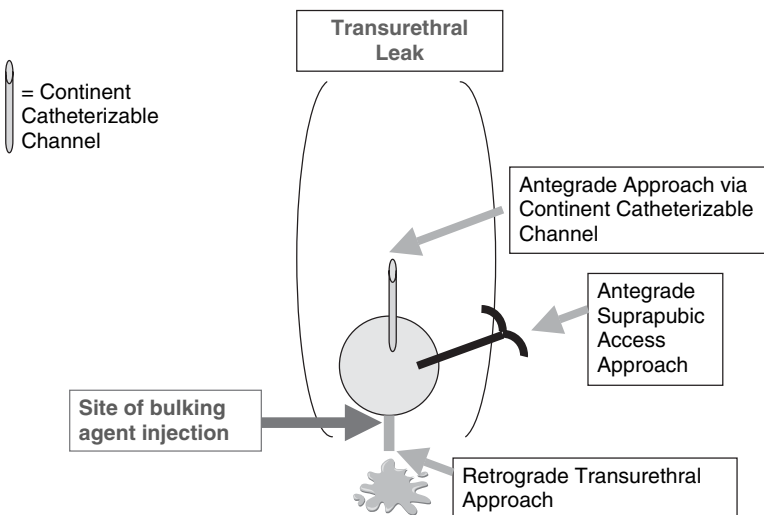 Transurethral
Leak
= Continent
Catheterizable
Channel
Antegrade Approach via
Continent Catheterizable
Channel
Antegrade
Suprapubic
Access
Approach
Site of bulking
agent injection
Retrograde Transurethral
Approach